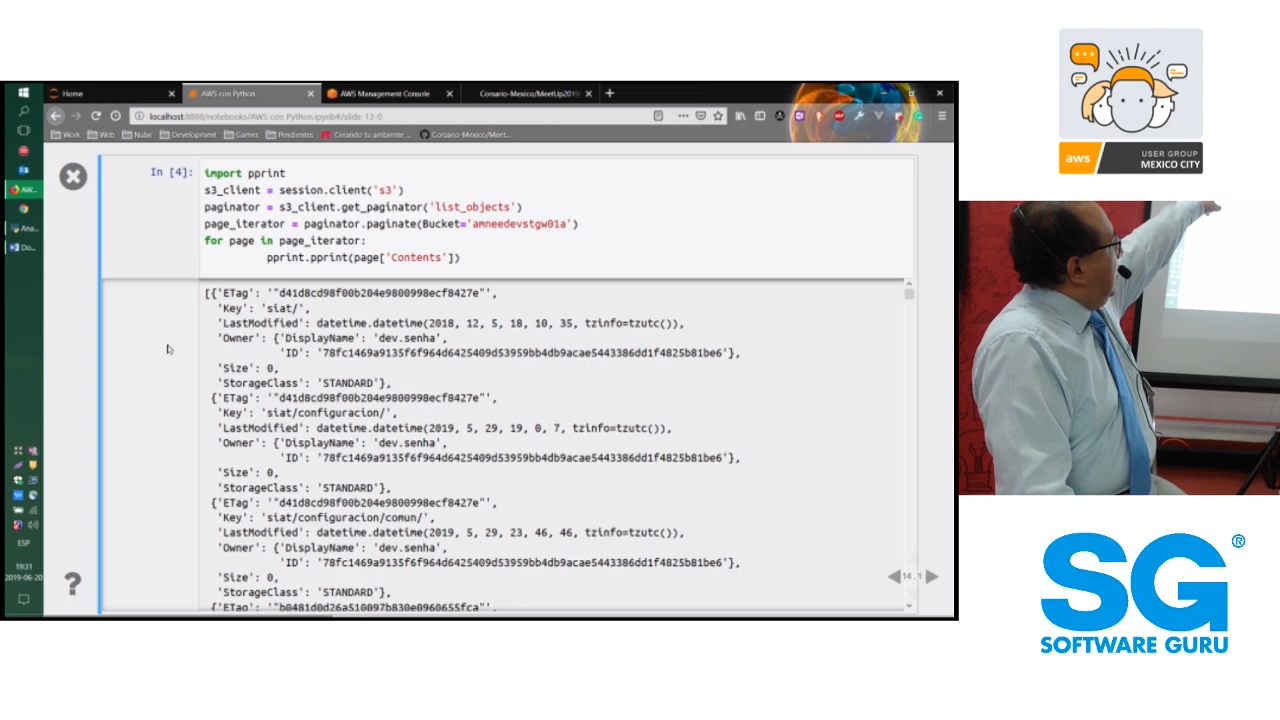 Home
AWS con Python
AWS Management Console
Corsario-Mexico/MeetUp2019
localhost:8888/notebooks/AWS con Python.ipynb#/slide-13-0
Work
Web
Nube
Development
Games
Pendientes
Creando tu ambiente ...
Corsario-Mexico/Meet...
In [4]:
import pprint
s3_client = session.client('s3')
paginator = s3_client.get_paginator('list_objects')
page_iterator = paginator.paginate(Bucket='amneedevstgw01a')
for page in page_iterator:
pprint.pprint(page['Contents'])
[{'ETag': '"d41d8cd98f00b204e9800998ecf8427e"',
'Key': 'siat/',
'LastModified': datetime.datetime(2018, 12, 5, 18, 10, 35, tzinfo=tzutc()),
'Owner': {'DisplayName': 'dev.senha',
'ID': '78fc1469a9135f6f964d6425409d53959bb4db9acae5443386dd1f4825b81be6'},
'Size': 0,
'StorageClass': 'STANDARD'},
{'ETag': '"d41d8cd98f00b204e9800998ecf8427e"',
'Key': 'siat/configuracion/',
'LastModified': datetime.datetime(2019, 5, 29, 19, 0, 7, tzinfo=tzutc()),
'Owner': {'DisplayName': 'dev.senha',
'ID': '78fc1469a9135f6f964d6425409d53959bb4db9acae5443386dd1f4825b81be6'},
'Size': 0,
'StorageClass': 'STANDARD'},
{'ETag': '"d41d8cd98f00b204e9800998ecf8427e"',
'Key': 'siat/configuracion/comun/',
'LastModified': datetime.datetime(2019, 5, 29, 23, 46, 46, tzinfo=tzutc()),
'Owner': {'DisplayName': 'dev.senha',
'ID': '78fc1469a9135f6f964d6425409d53959bb4db9acae5443386dd1f4825b81be6'},
'Size': 0,
'StorageClass': 'STANDARD'},
{'ETag': '"b0481d0d26a510097b830e0960655fca"',
14.1
?
AW...
Ana...
Do...
ESP
19:31
2019-06-20
aws
USER GROUP
MEXICO CITY
SG®
SOFTWARE GURU